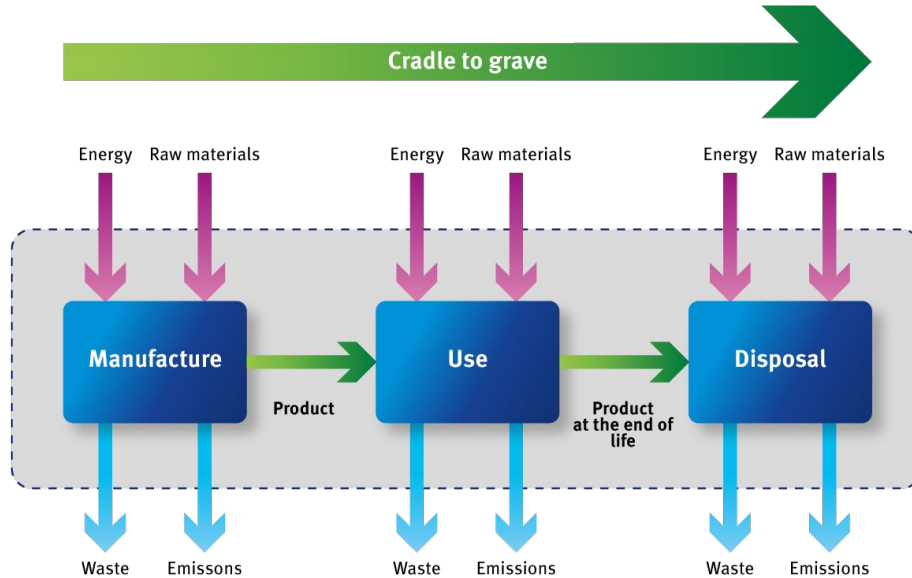 Cradle to grave
Energy Raw materials Energy Raw materials Energy Raw materials
Manufacture Use Disposal
Product Product
at the end of
life
Waste Emissons Waste Emissions Waste Emissions